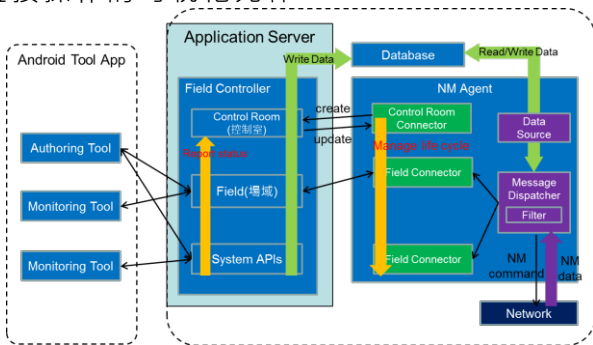 Application Server
Android Tool App
Authoring Tool
Monitoring Tool
Monitoring Tool
Field Controller
Control Room
(控制室)
Report status
Field(場域)
System APIs
Write Data
Database
Read/Write Data
NM Agent
create
update
Control Room
Connector
Manage life cycle
Field Connector
Field Connector
Data
Source
Message
Dispatcher
Filter
NM
command
NM
data
Network